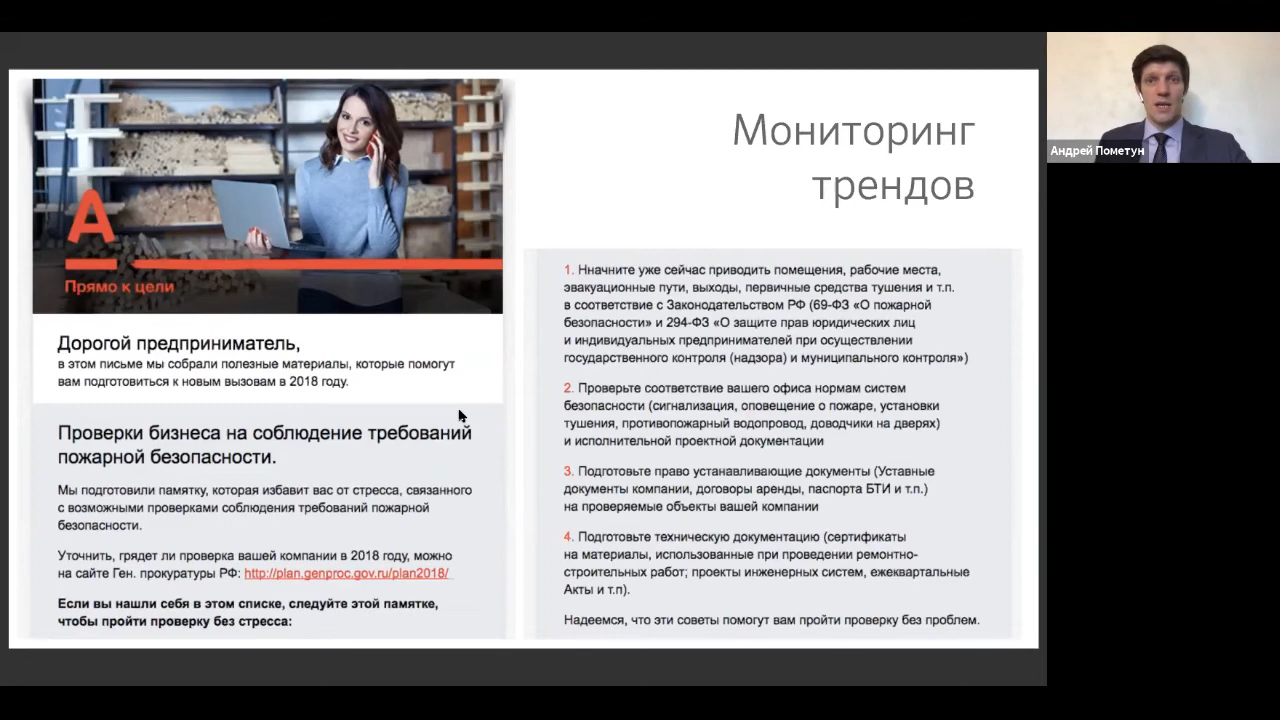 А
Прямо к цели
Дорогой предприниматель,
в этом письме мы собрали полезные материалы, которые помогут
вам подготовиться к новым вызовам в 2018 году.
Проверки бизнеса на соблюдение требований
пожарной безопасности.
Мы подготовили памятку, которая избавит вас от стресса, связанного
с возможными проверками соблюдения требований пожарной
безопасности.
Уточнить, грядет ли проверка вашей компании в 2018 году, можно
на сайте Ген. прокуратуры РФ: http://plan.genproc.gov.ru/plan2018/
Если вы нашли себя в этом списке, следуйте этой памятке,
чтобы пройти проверку без стресса:
Мониторинг
трендов
1. Нначните уже сейчас приводить помещения, рабочие места,
эвакуационные пути, выходы, первичные средства тушения и т.п.
в соответствие с Законодательством РФ (69-ФЗ «О пожарной
безопасности» и 294-ФЗ «О защите прав юридических лиц
и индивидуальных предпринимателей при осуществлении
государственного контроля (надзора) и муниципального контроля»)
2. Проверьте соответствие вашего офиса нормам систем
безопасности (сигнализация, оповещение о пожаре, установки
тушения, противопожарный водопровод, доводчики на дверях)
и исполнительной проектной документации
3. Подготовьте право устанавливающие документы (Уставные
документы компании, договоры аренды, паспорта БТИ и т.п.)
на проверяемые объекты вашей компании
4. Подготовьте техническую документацию (сертификаты
на материалы, использованные при проведении ремонтно-
строительных работ; проекты инженерных систем, ежеквартальные
Акты и т.п).
Надеемся, что эти советы помогут вам пройти проверку без проблем.
Андрей Пометун